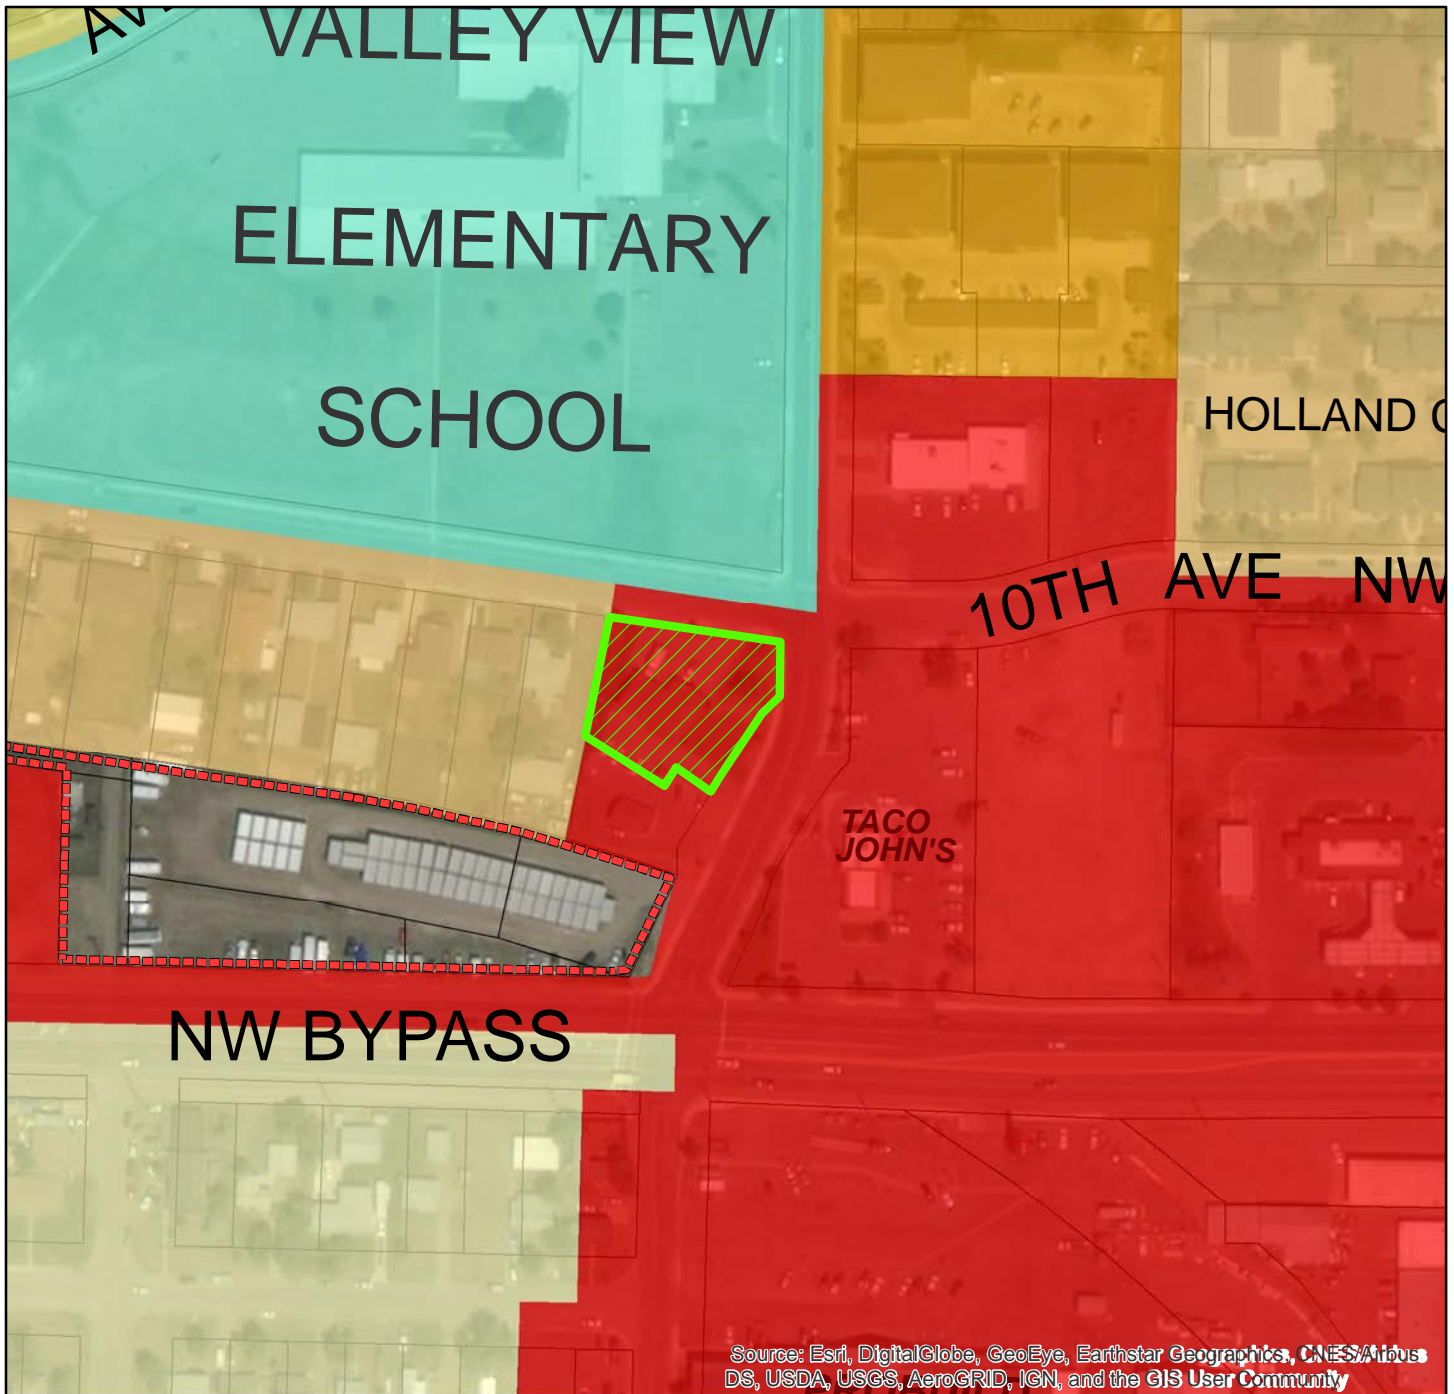 AV
VALLEY VIEW
ELEMENTARY
SCHOOL
HOLLAND
10TH AVE NW
TACO
JOHN'S
NW BYPASS
Source: Esri, DigitalGlobe, GeoEye, Earthstar Geographics, CNES/Airbus
DS, USDA, USGS, AeroGRID, IGN, and the GIS User Community